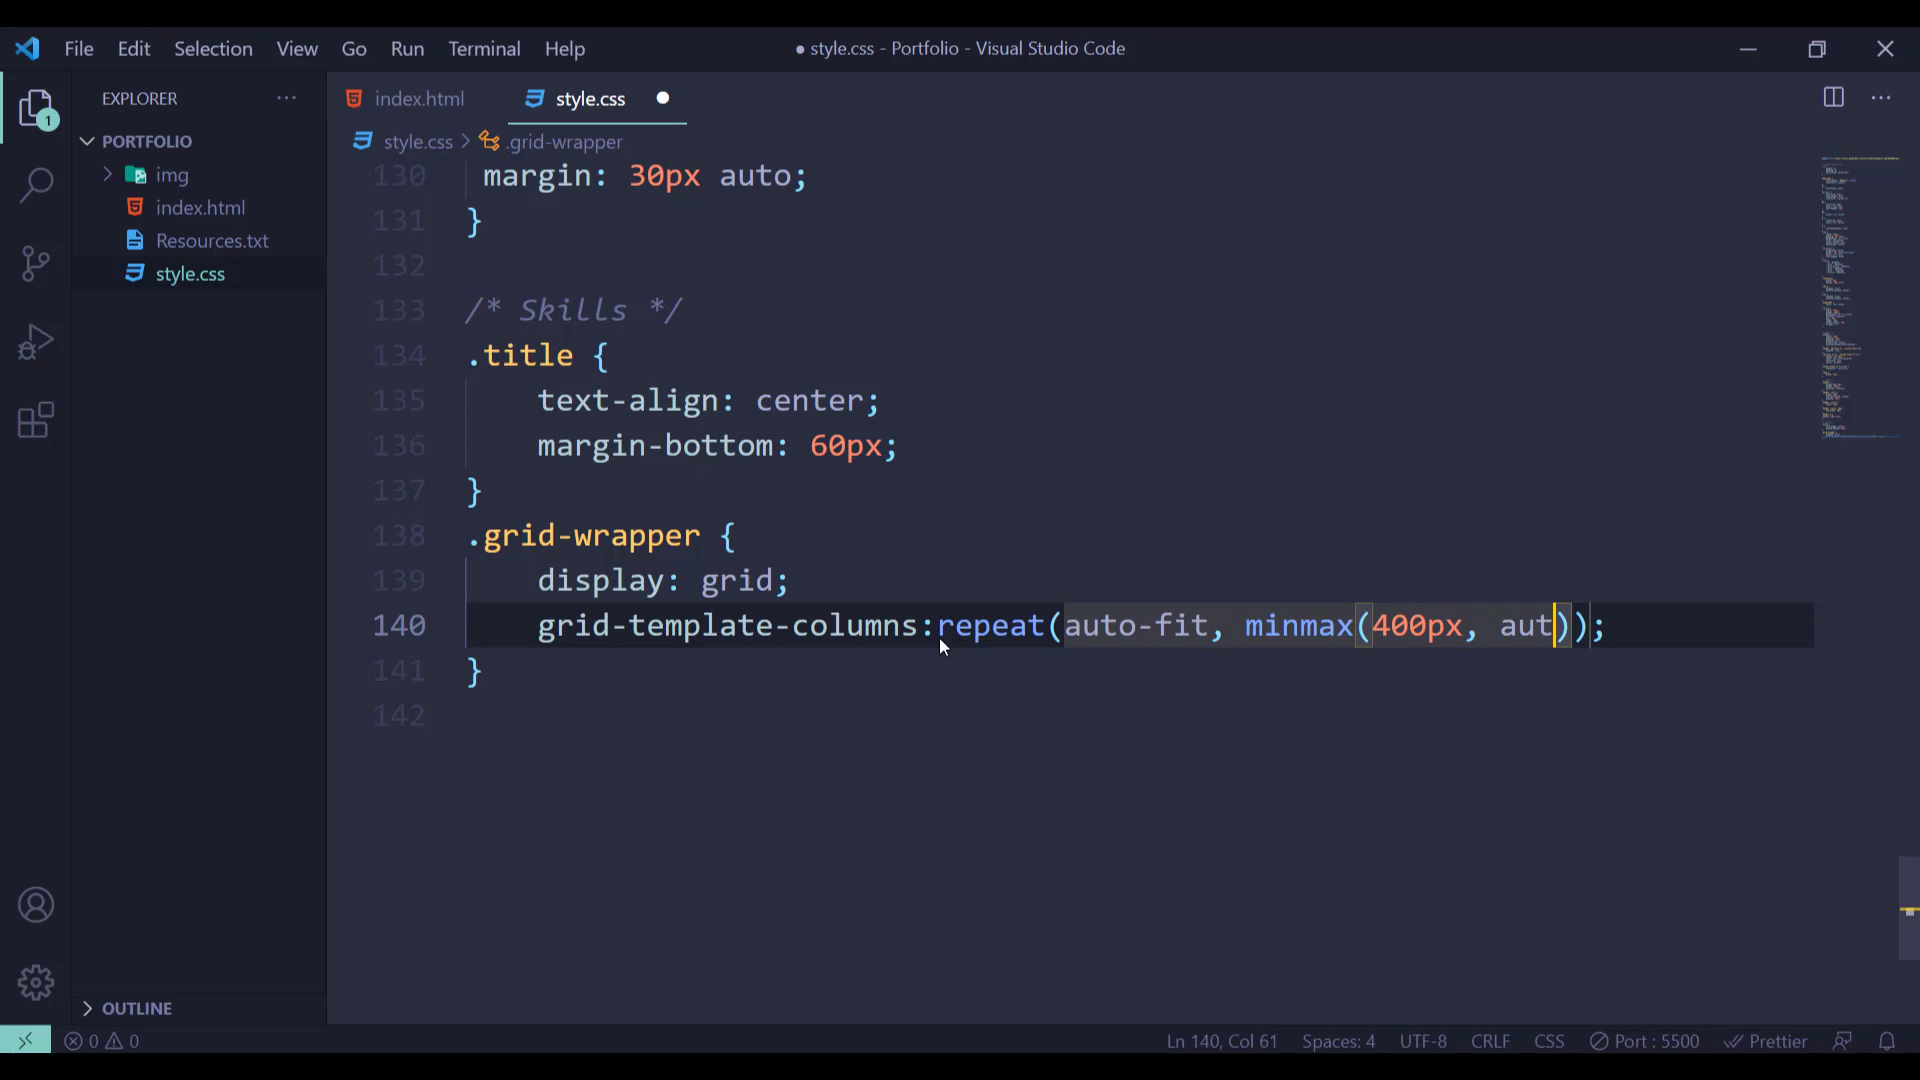 File Edit Selection View Go Run Terminal Help
● style.css - Portfolio - Visual Studio Code
EXPLORER
1
PORTFOLIO
img
index.html
Resources.txt
style.css
OUTLINE
index.html style.css
style.css > .grid-wrapper
130 margin: 30px auto;
131 }
132
133 /* Skills */
134 .title {
135 text-align: center;
136 margin-bottom: 60px;
137 }
138 .grid-wrapper {
139 display: grid;
140 grid-template-columns:repeat(auto-fit, minmax(400px, aut));
141 }
142
0 0 Ln 140, Col 61 Spaces: 4 UTF-8 CRLF CSS Port : 5500 Prettier